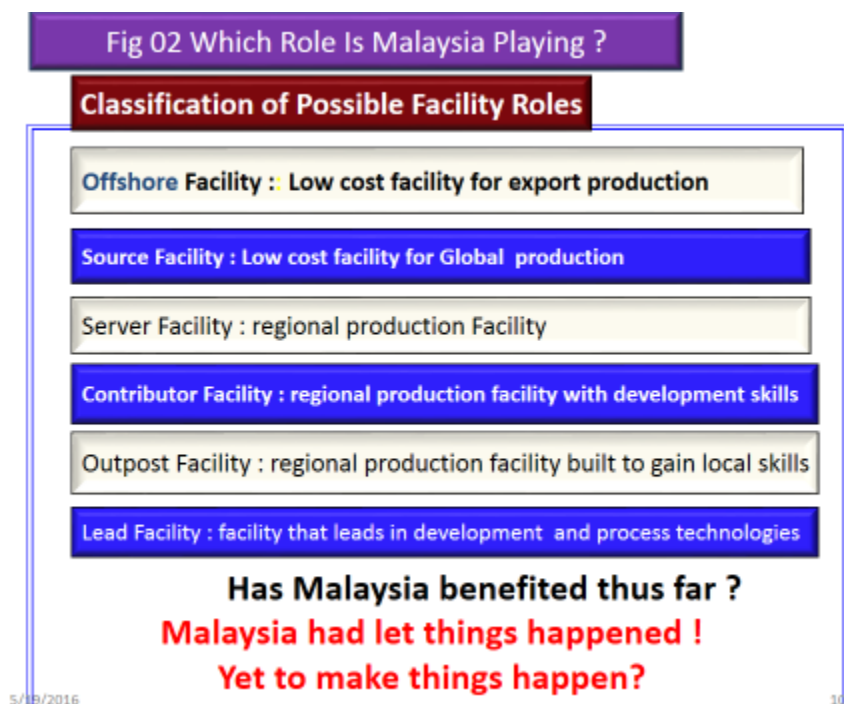 Fig 02 Which Role Is Malaysia Playing ?
Classification of Possible Facility Roles
Offshore Facility :: Low cost facility for export production
Source Facility : Low cost facility for Global production
Server Facility : regional production Facility
Contributor Facility : regional production facility with development skills
Outpost Facility : regional production facility built to gain local skills
Lead Facility : facility that leads in development and process technologies
Has Malaysia benefited thus far ?
Malaysia had let things happened !
Yet to make things happen?
5/19/2016
10